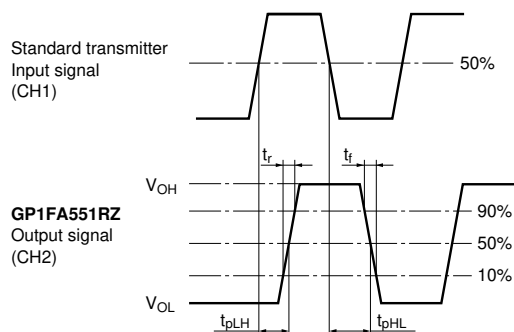 Standard transmitter
Input signal
(CH1)
50%
tr
tf
VOH
GP1FA551RZ
Output signal
(CH2)
90%
50%
10%
VOL
tpLH
tpHL